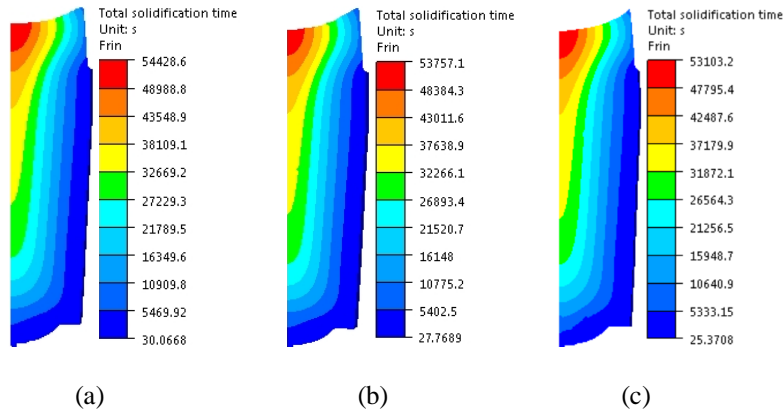 Total solidification time
Unit: s
Frin
54428.6
48988.8
43548.9
38109.1
32669.2
27229.3
21789.5
16349.6
10909.8
5469.92
30.0668
(a)
Total solidification time
Unit: s
Frin
53757.1
48384.3
43011.6
37638.9
32266.1
26893.4
21520.7
16148
10775.2
5402.5
27.7689
(b)
Total solidification time
Unit: s
Frin
53103.2
47795.4
42487.6
37179.9
31872.1
26564.3
21256.5
15948.7
10640.9
5333.15
25.3708
(c)